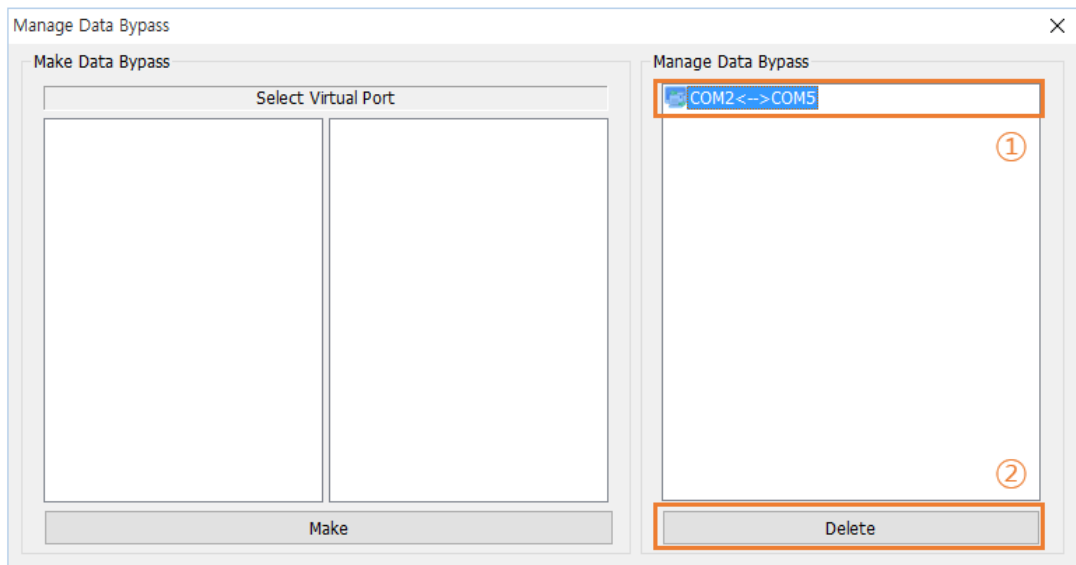 Manage Data Bypass
Make Data Bypass
Select Virtual Port
Make
Manage Data Bypass
COM2<-->COM5
①
②
Delete